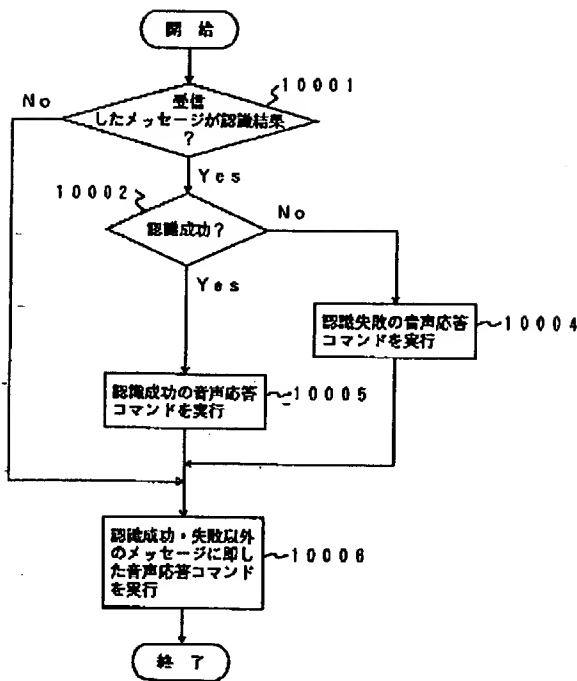 開始
10001
No
受信
したメッセージが認識結果
?
Yes
10002
認識成功?
No
Yes
認識失敗の音声応答
コマンドを実行
10004
認識成功の音声応答
コマンドを実行
10005
認識成功・失敗以外
のメッセージに即し
た音声応答コマンド
を実行
10006
終了